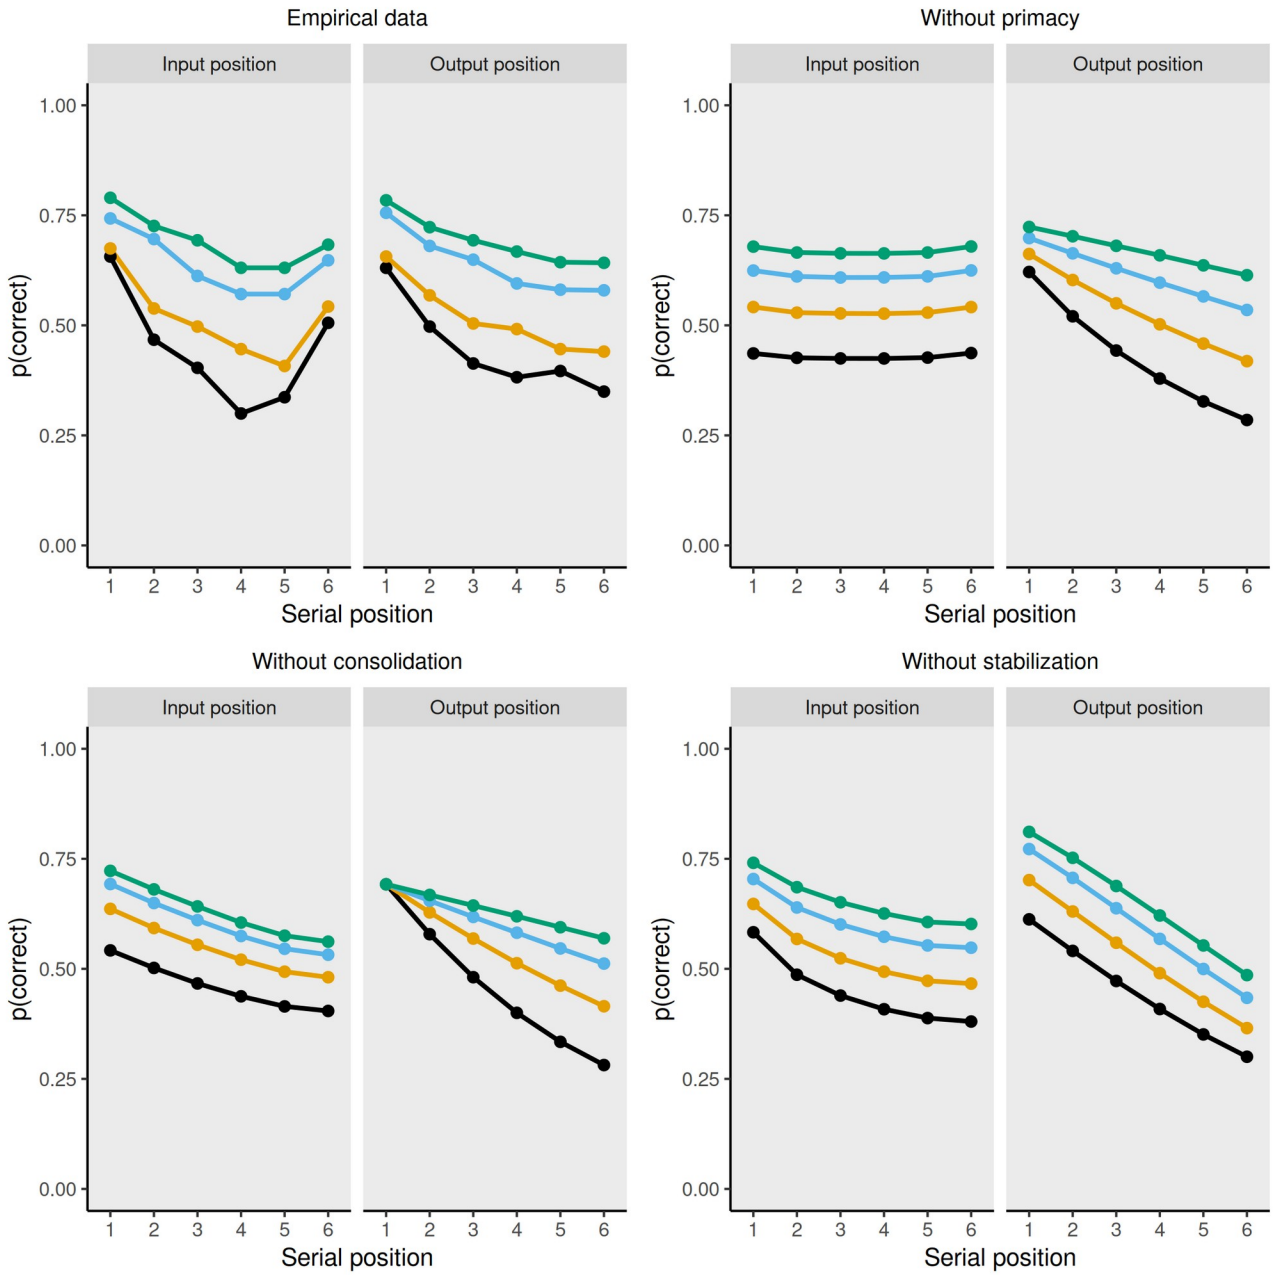 Empirical data
Input position
Output position
1.00
0.75
0.50
0.25
0.00
p(correct)
1 2 3 4 5 6
1 2 3 4 5 6
Serial position
Without primacy
Input position
Output position
1.00
0.75
0.50
0.25
0.00
p(correct)
1 2 3 4 5 6
1 2 3 4 5 6
Serial position
Without consolidation
Input position
Output position
1.00
0.75
0.50
0.25
0.00
p(correct)
1 2 3 4 5 6
1 2 3 4 5 6
Serial position
Without stabilization
Input position
Output position
1.00
0.75
0.50
0.25
0.00
p(correct)
1 2 3 4 5 6
1 2 3 4 5 6
Serial position